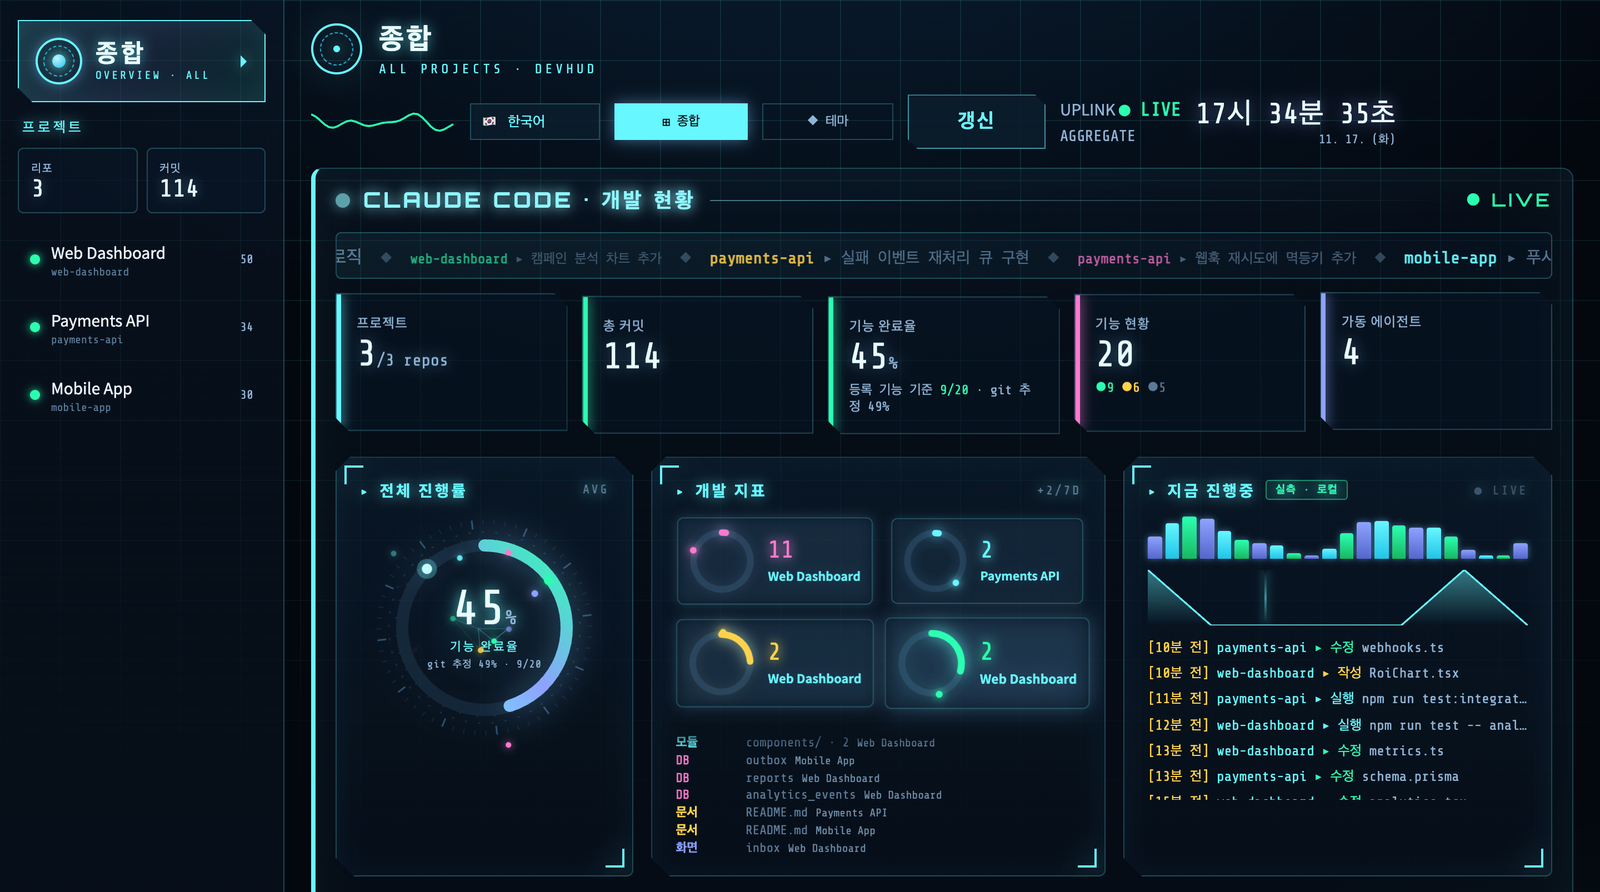 종합
OVERVIEW · ALL
프로젝트
리포
3
커밋
114
Web Dashboard
web-dashboard
50
Payments API
payments-api
34
Mobile App
mobile-app
30
종합
ALL PROJECTS · DEVHUD
한국어
종합
테마
갱신
UPLINK LIVE
AGGREGATE
17시 34분 35초
11. 17. (화)
CLAUDE CODE · 개발 현황
LIVE
로직 ◆ web-dashboard ▸ 캠페인 분석 차트 추가 ◆ payments-api ▸ 실패 이벤트 재처리 큐 구현 ◆ payments-api ▸ 웹훅 재시도에 멱등키 추가 ◆ mobile-app ▸
프로젝트
3/3 repos
총 커밋
114
기능 완료율
45%
등록 기능 기준 9/20 · git 추
정 49%
기능 현황
20
9 6 5
가동 에이전트
4
▸ 전체 진행률
AVG
45%
기능 완료율
git 추정 49% · 9/20
▸ 개발 지표
+2/7D
11
Web Dashboard
2
Payments API
2
Web Dashboard
2
Web Dashboard
모듈 components/ · 2 Web Dashboard
DB outbox Mobile App
DB reports Web Dashboard
DB analytics_events Web Dashboard
문서 README.md Payments API
문서 README.md Mobile App
화면 inbox Web Dashboard
▸ 지금 진행중
실측 · 로컬
LIVE
[10분 전] payments-api ▸ 수정 webhooks.ts
[10분 전] web-dashboard ▸ 작성 RoiChart.tsx
[11분 전] payments-api ▸ 실행 npm run test:integrat…
[12분 전] web-dashboard ▸ 실행 npm run test -- anal…
[13분 전] web-dashboard ▸ 수정 metrics.ts
[13분 전] payments-api ▸ 수정 schema.prisma